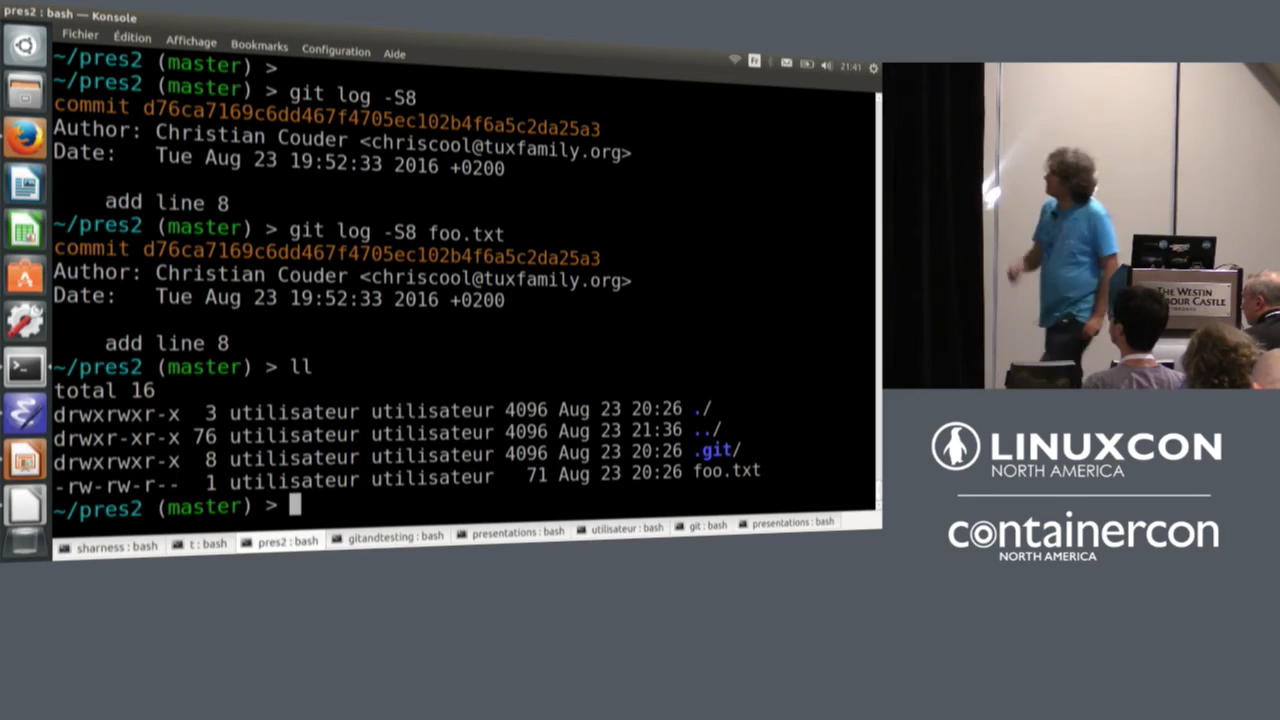 pres2 : bash — Konsole
Fichier Édition Affichage Bookmarks Configuration Aide
Fr 21:41
~/pres2 (master) >
~/pres2 (master) > git log -S8
commit d76ca7169c6dd467f4705ec102b4f6a5c2da25a3
Author: Christian Couder <chriscool@tuxfamily.org>
Date: Tue Aug 23 19:52:33 2016 +0200
add line 8
~/pres2 (master) > git log -S8 foo.txt
commit d76ca7169c6dd467f4705ec102b4f6a5c2da25a3
Author: Christian Couder <chriscool@tuxfamily.org>
Date: Tue Aug 23 19:52:33 2016 +0200
add line 8
~/pres2 (master) > ll
total 16
drwxrwxr-x 3 utilisateur utilisateur 4096 Aug 23 20:26 ./
drwxr-xr-x 76 utilisateur utilisateur 4096 Aug 23 21:36 ../
drwxrwxr-x 8 utilisateur utilisateur 4096 Aug 23 20:26 .git/
-rw-rw-r-- 1 utilisateur utilisateur 71 Aug 23 20:26 foo.txt
~/pres2 (master) >
sharness : bash t : bash pres2 : bash gitandtesting : bash presentations : bash utilisateur : bash git : bash presentations : bash
THE WESTIN
CASTLE
LINUXCON
NORTH AMERICA
containercon
NORTH AMERICA